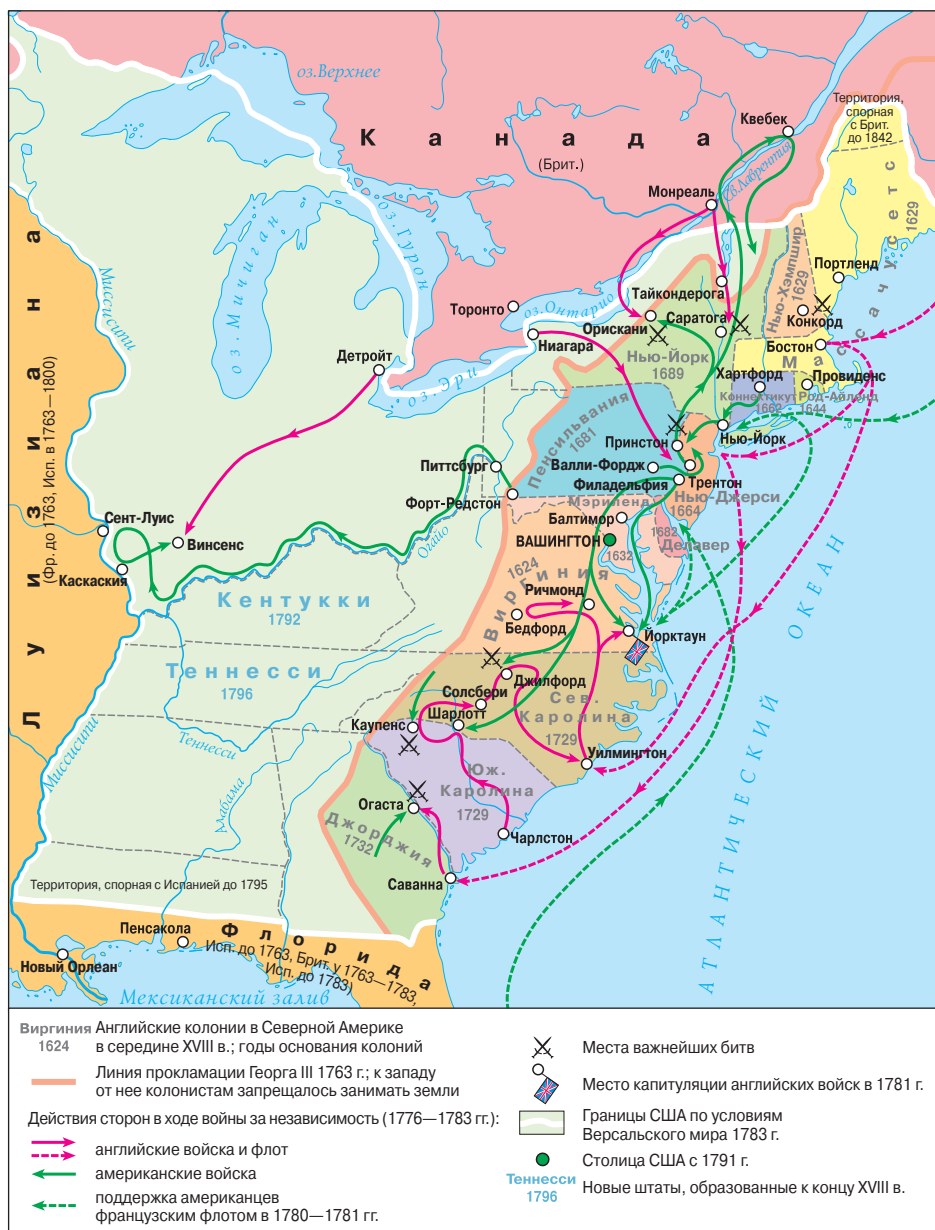 оз.Верхнее
Канада
(Брит.)
Квебек
Территория,
спорная
с Брит.
до 1842
Св.Лаврентия
Монреаль
Массачусетс
1629
Луизиана
(Фр. до 1763, Исп. в 1763—1800)
Миссисипи
оз.Мичиган
оз.Гурон
Торонто
оз.Онтарио
Ниагара
Тайкондерога
Орискани
Саратога
Нью-Хэмпшир
1629
Портленд
Конкорд
Бостон
Детройт
оз.Эри
Нью-Йорк
1689
Хартфорд
Провиденс
Коннектикут
1662
Род-Айленд
1644
Пенсильвания
1681
Принстон
Нью-Йорк
Питтсбург
Валли-Фордж
Филадельфия
Трентон
Форт-Редстон
Нью-Джерси
1664
Мэриленд
Балтимор
Сент-Луис
Винсенс
Огайо
ВАШИНГТОН
1632
1682
Делавер
Каскаския
Кентукки
1792
1624
Виргиния
Ричмонд
Бедфорд
Йорктаун
Теннесси
1796
Джилфорд
Солсбери
Сев.
Каролина
1729
Каупенс
Шарлотт
Уилмингтон
Теннесси
Миссисипи
Алабама
Юж.
Каролина
1729
Огаста
Джорджия
1732
Чарлстон
Саванна
АТЛАНТИЧЕСКИЙ ОКЕАН
Территория, спорная с Испанией до 1795
Пенсакола
Флорида
Исп. до 1763, Брит. у 1763—1783,
Исп. до 1783)
Новый Орлеан
Мексиканский залив
Виргиния
1624
Английские колонии в Северной Америке
в середине XVIII в.; годы основания колоний
Линия прокламации Георга III 1763 г.; к западу
от нее колонистам запрещалось занимать земли
Действия сторон в ходе войны за независимость (1776—1783 гг.):
английские войска и флот
американские войска
поддержка американцев
французским флотом в 1780—1781 гг.
Места важнейших битв
Место капитуляции английских войск в 1781 г.
Границы США по условиям
Версальского мира 1783 г.
Столица США с 1791 г.
Теннесси
1796
Новые штаты, образованные к концу XVIII в.